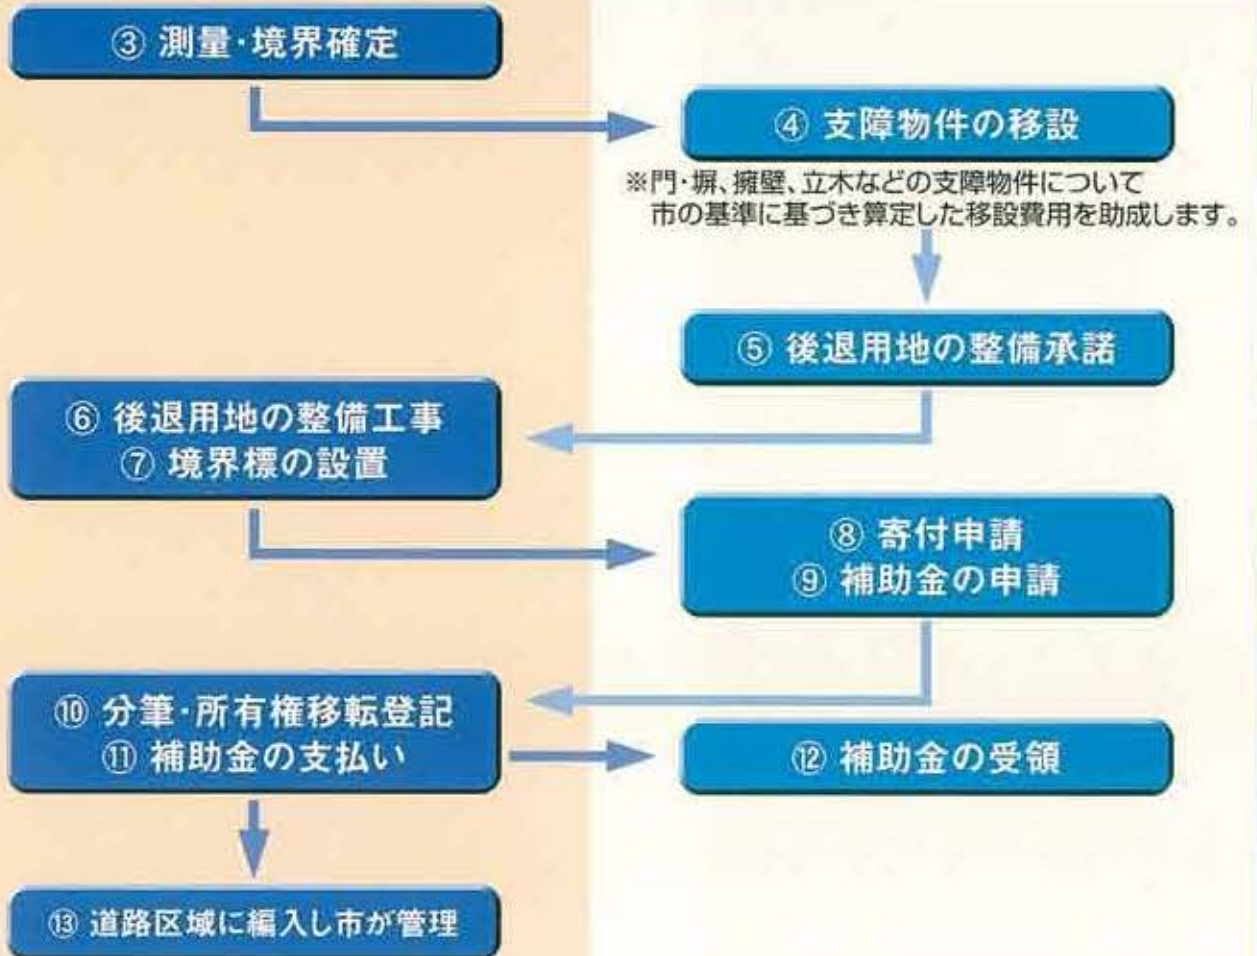 ③ 測量・境界確定
④ 支障物件の移設
※門・塀、擁壁、立木などの支障物件について
市の基準に基づき算定した移設費用を助成します。
⑤ 後退用地の整備承諾
⑥ 後退用地の整備工事
⑦ 境界標の設置
⑧ 寄付申請
⑨ 補助金の申請
⑩ 分筆・所有権移転登記
⑪ 補助金の支払い
⑫ 補助金の受領
⑬ 道路区域に編入し市が管理